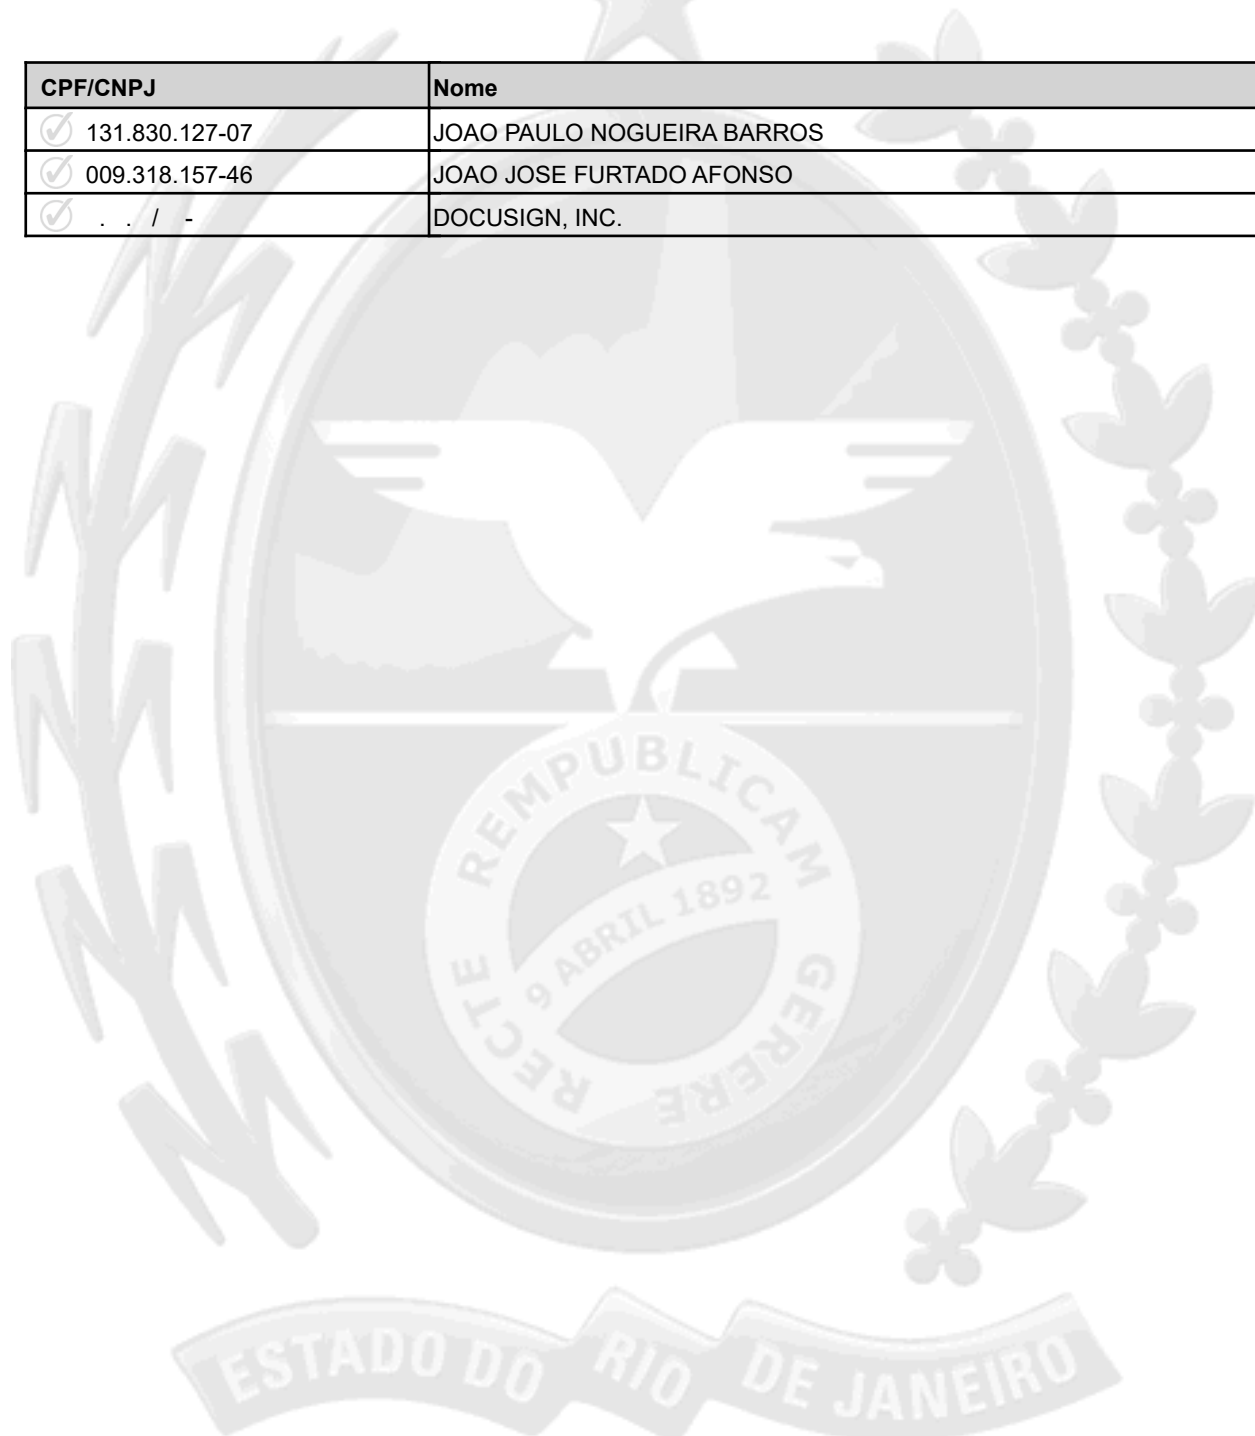 CPF/CNPJ Nome
131.830.127-07 JOAO PAULO NOGUEIRA BARROS
009.318.157-46 JOAO JOSE FURTADO AFONSO
. . / - DOCUSIGN, INC.
RECTE REMPUBLICAM GERERE
9 ABRIL 1892
ESTADO DO RIO DE JANEIRO